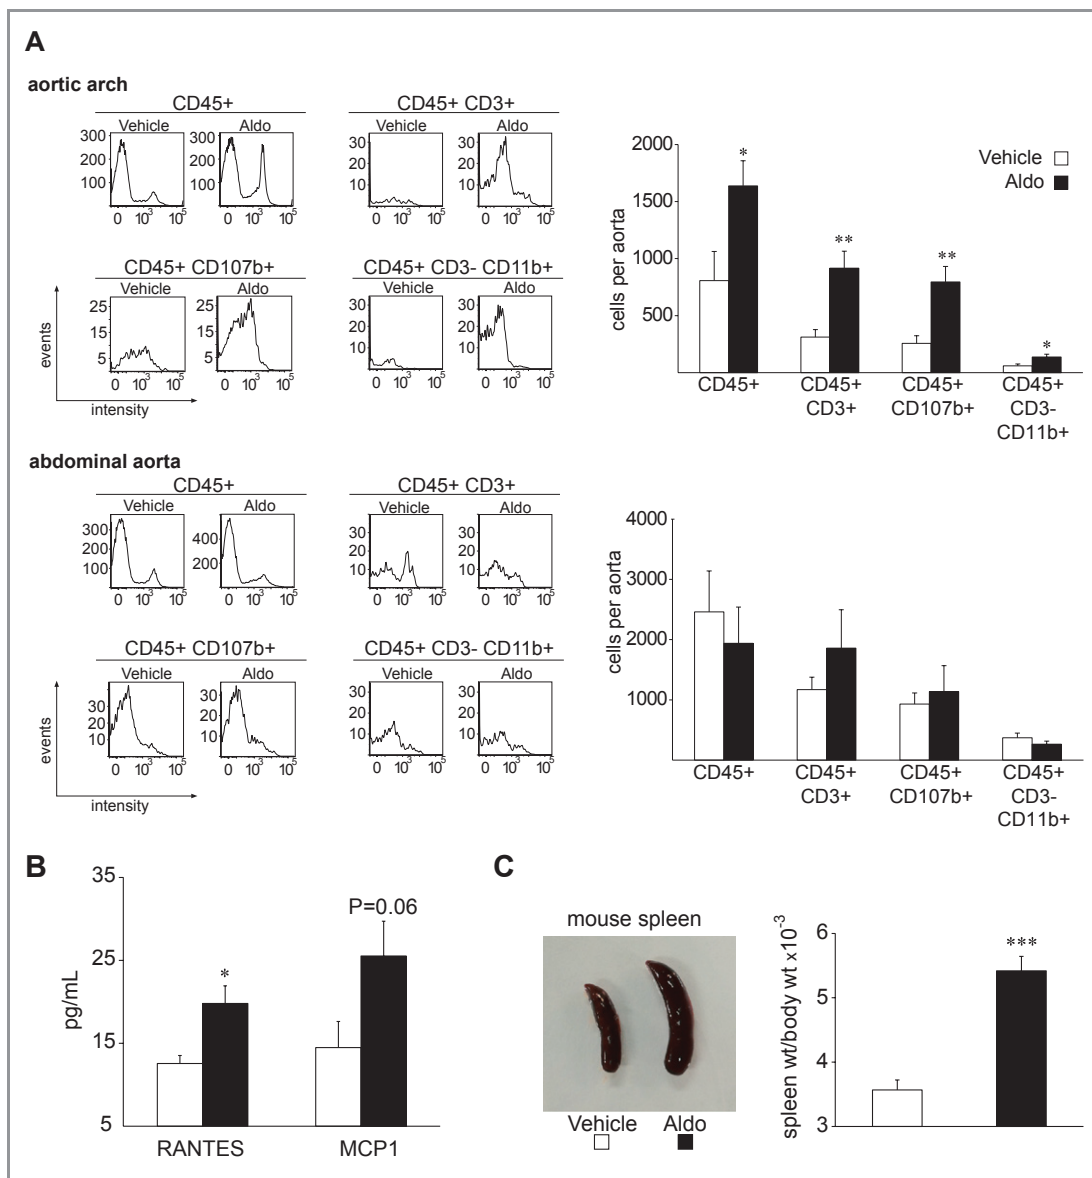 A
aortic arch
CD45+
Vehicle
Aldo
300
200
100
0 10³ 10⁵
300
200
100
0 10³ 10⁵
CD45+ CD3+
Vehicle
Aldo
30
20
10
0 10³ 10⁵
30
20
10
0 10³ 10⁵
CD45+ CD107b+
Vehicle
Aldo
25
15
5
0 10³ 10⁵
25
15
5
0 10³ 10⁵
CD45+ CD3- CD11b+
Vehicle
Aldo
30
20
10
0 10³ 10⁵
30
20
10
0 10³ 10⁵
events
intensity
cells per aorta
2000
1500
1000
500
Vehicle
Aldo
*
**
**
*
CD45+
CD45+
CD3+
CD45+
CD107b+
CD45+
CD3-
CD11b+
abdominal aorta
CD45+
Vehicle
Aldo
300
200
100
0 10³ 10⁵
400
200
0 10³ 10⁵
CD45+ CD3+
Vehicle
Aldo
30
20
10
0 10³ 10⁵
30
20
10
0 10³ 10⁵
CD45+ CD107b+
Vehicle
Aldo
30
20
10
0 10³ 10⁵
30
20
10
0 10³ 10⁵
CD45+ CD3- CD11b+
Vehicle
Aldo
30
20
10
0 10³ 10⁵
30
20
10
0 10³ 10⁵
events
intensity
cells per aorta
4000
3000
2000
1000
CD45+
CD45+
CD3+
CD45+
CD107b+
CD45+
CD3-
CD11b+
B
pg/mL
35
25
15
5
*
P=0.06
RANTES
MCP1
C
mouse spleen
Vehicle
Aldo
spleen wt/body wt x10⁻³
6
5
4
3
***